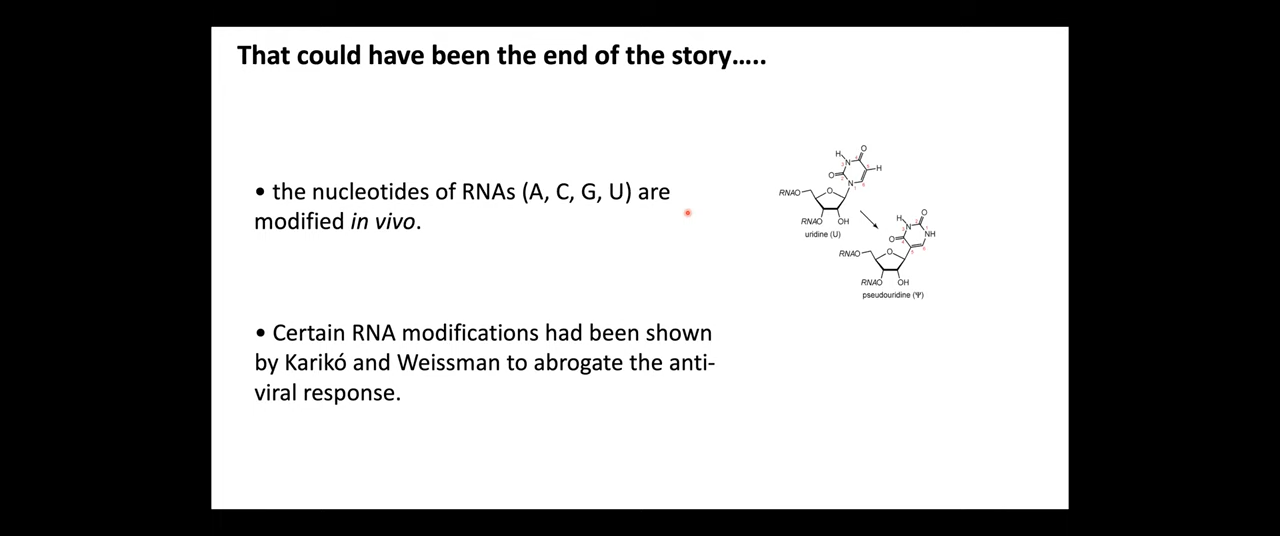 That could have been the end of the story.....
• the nucleotides of RNAs (A, C, G, U) are
modified in vivo.
• Certain RNA modifications had been shown
by Karikó and Weissman to abrogate the anti-
viral response.
O
H
N
H
O
N
RNAO
O
RNAO
OH
uridine (U)
O
H
N
NH
O
RNAO
O
RNAO
OH
pseudouridine (Ψ)